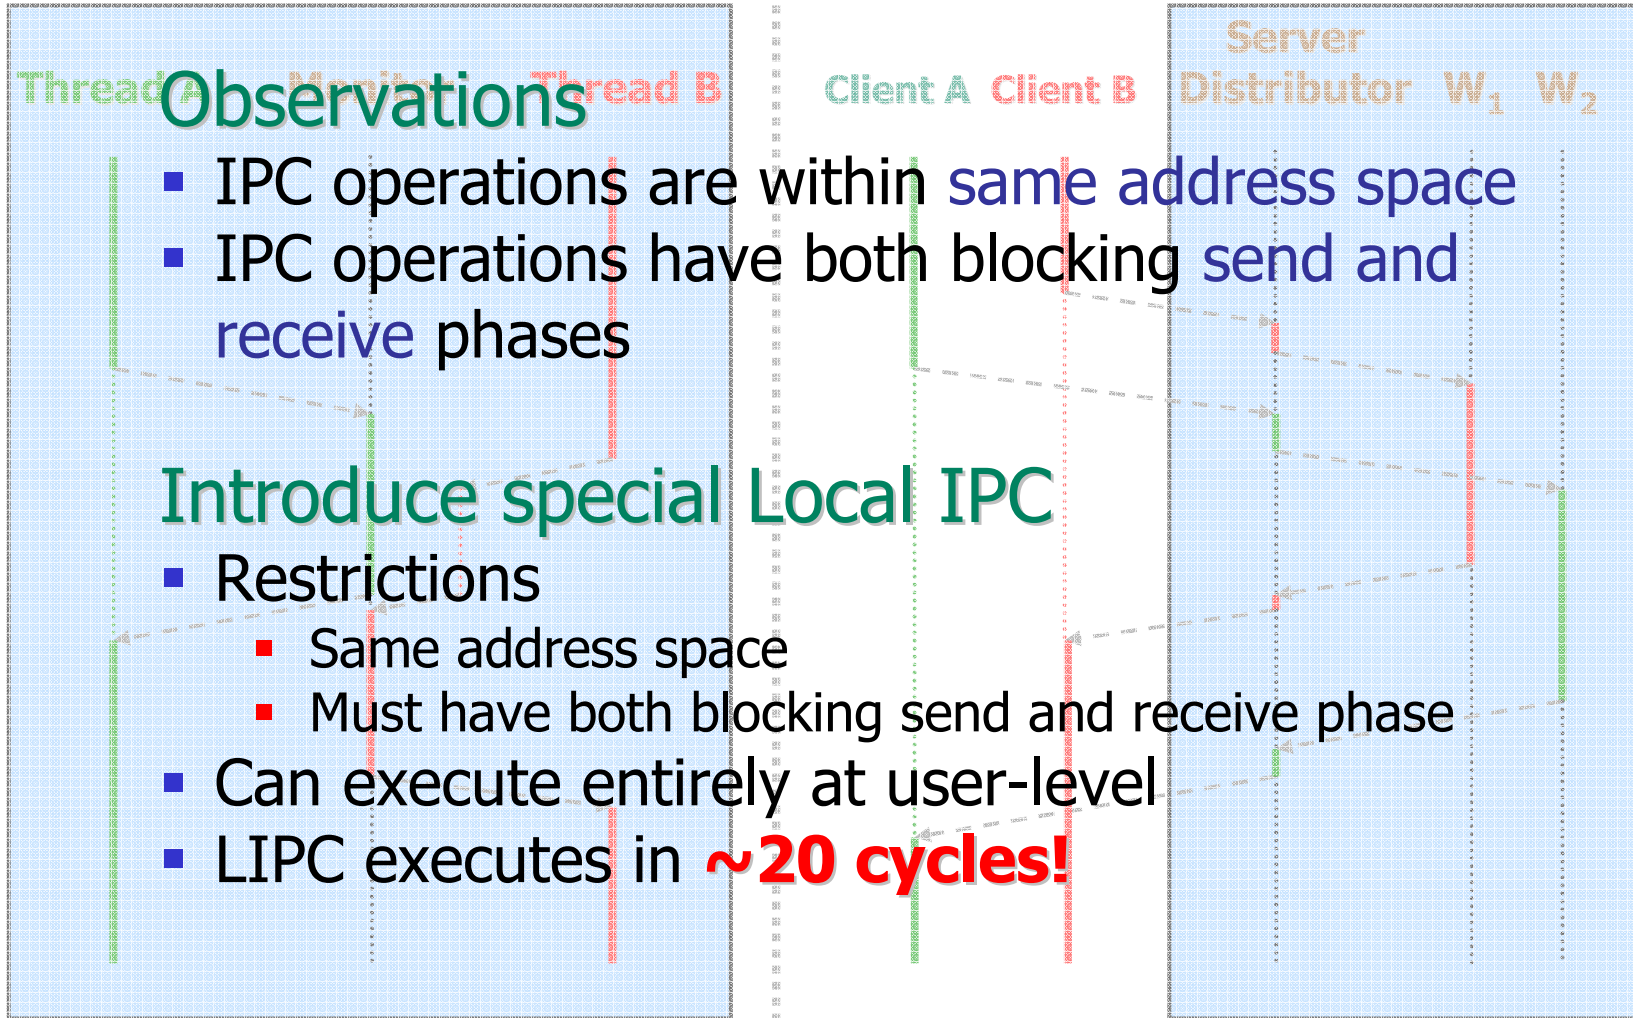 Server
Thread A Monitor Thread B Client A Client B Distributor W1 W2
Observations
▪ IPC operations are within same address space
▪ IPC operations have both blocking send and
receive phases
Introduce special Local IPC
▪ Restrictions
▪ Same address space
▪ Must have both blocking send and receive phase
▪ Can execute entirely at user-level
▪ LIPC executes in ~20 cycles!